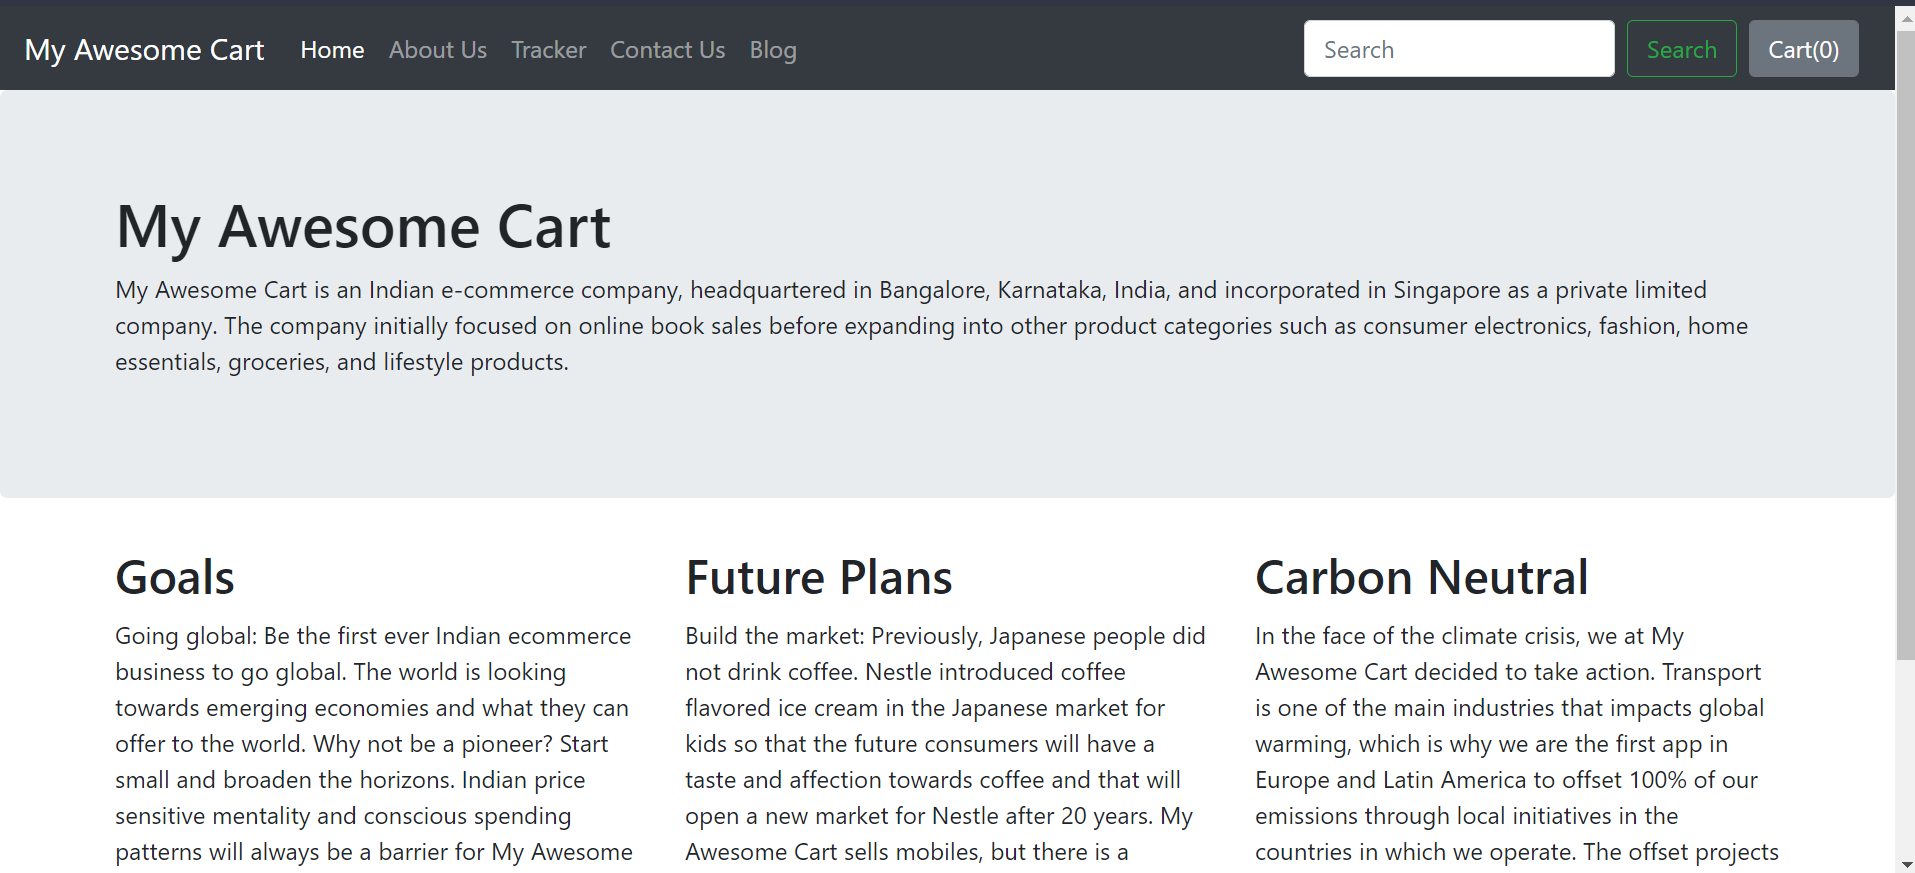 My Awesome Cart Home About Us Tracker Contact Us Blog Search Search Cart(0)
My Awesome Cart
My Awesome Cart is an Indian e-commerce company, headquartered in Bangalore, Karnataka, India, and incorporated in Singapore as a private limited
company. The company initially focused on online book sales before expanding into other product categories such as consumer electronics, fashion, home
essentials, groceries, and lifestyle products.
Goals
Going global: Be the first ever Indian ecommerce
business to go global. The world is looking
towards emerging economies and what they can
offer to the world. Why not be a pioneer? Start
small and broaden the horizons. Indian price
sensitive mentality and conscious spending
patterns will always be a barrier for My Awesome
Future Plans
Build the market: Previously, Japanese people did
not drink coffee. Nestle introduced coffee
flavored ice cream in the Japanese market for
kids so that the future consumers will have a
taste and affection towards coffee and that will
open a new market for Nestle after 20 years. My
Awesome Cart sells mobiles, but there is a
Carbon Neutral
In the face of the climate crisis, we at My
Awesome Cart decided to take action. Transport
is one of the main industries that impacts global
warming, which is why we are the first app in
Europe and Latin America to offset 100% of our
emissions through local initiatives in the
countries in which we operate. The offset projects